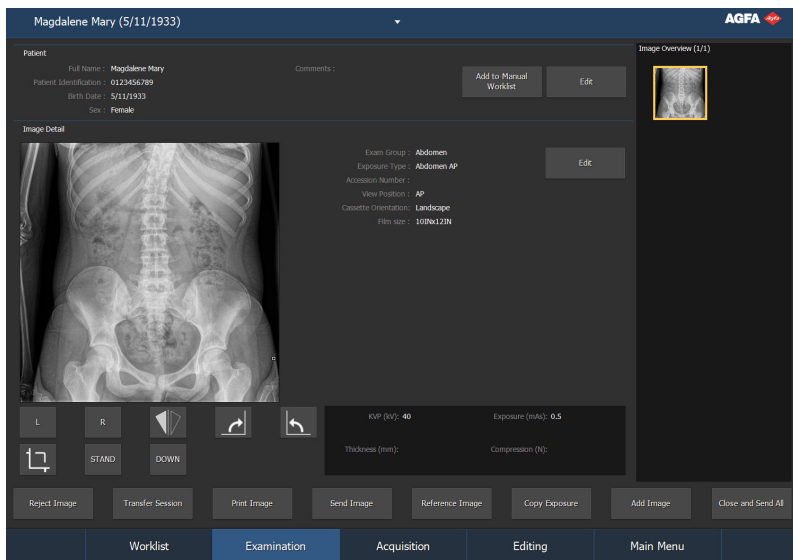 Magdalene Mary (5/11/1933)
AGFA
Patient
Full Name : Magdalene Mary
Patient Identification : 0123456789
Birth Date : 5/11/1933
Sex : Female
Comments :
Add to Manual
Worklist
Edit
Image Overview (1/1)
Image Detail
Exam Group : Abdomen
Exposure Type : Abdomen AP
Accession Number :
View Position : AP
Cassette Orientation: Landscape
Film size : 10INx12IN
Edit
L
R
STAND
DOWN
KVP (kV): 40
Exposure (mAs): 0.5
Thickness (mm):
Compression (N):
Reject Image
Transfer Session
Print Image
Send Image
Reference Image
Copy Exposure
Add Image
Close and Send All
Worklist
Examination
Acquisition
Editing
Main Menu